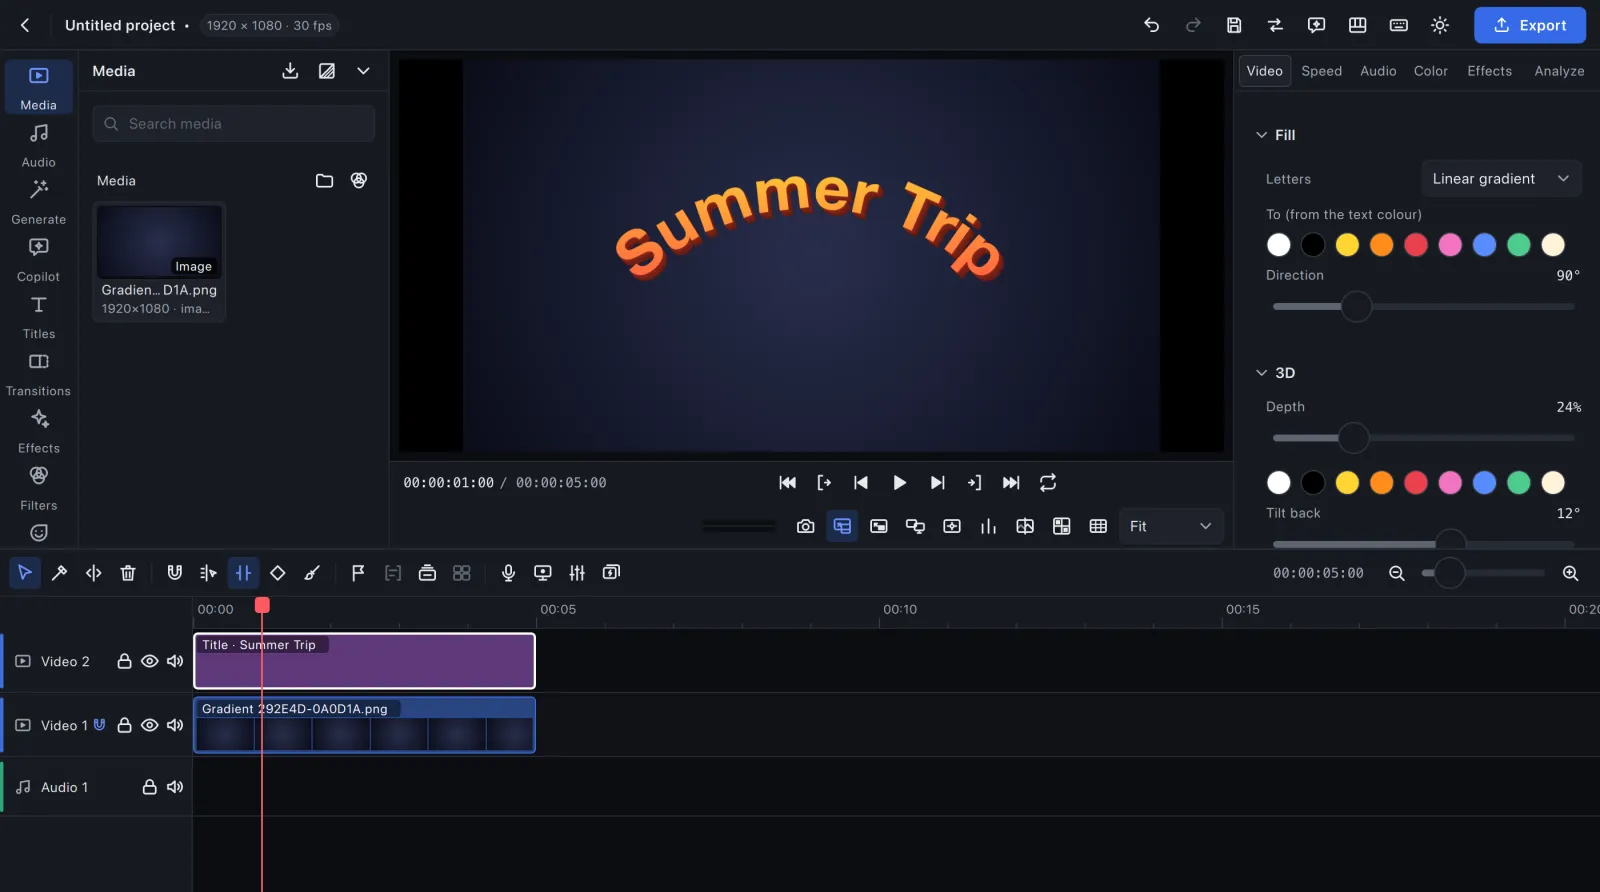 Untitled project •
1920 × 1080 · 30 fps
Export
Media
Audio
Generate
Copilot
Titles
Transitions
Effects
Filters
Media
Search media
Media
Image
Gradien... D1A.png
1920×1080 · ima...
Summer Trip
00:00:01:00 / 00:00:05:00
Fit
Video Speed Audio Color Effects Analyze
Fill
Letters Linear gradient
To (from the text colour)
Direction 90°
3D
Depth 24%
Tilt back 12°
00:00:05:00
00:00 00:05 00:10 00:15 00:20
Video 2
Title · Summer Trip
Video 1
Gradient 292E4D-0A0D1A.png
Audio 1